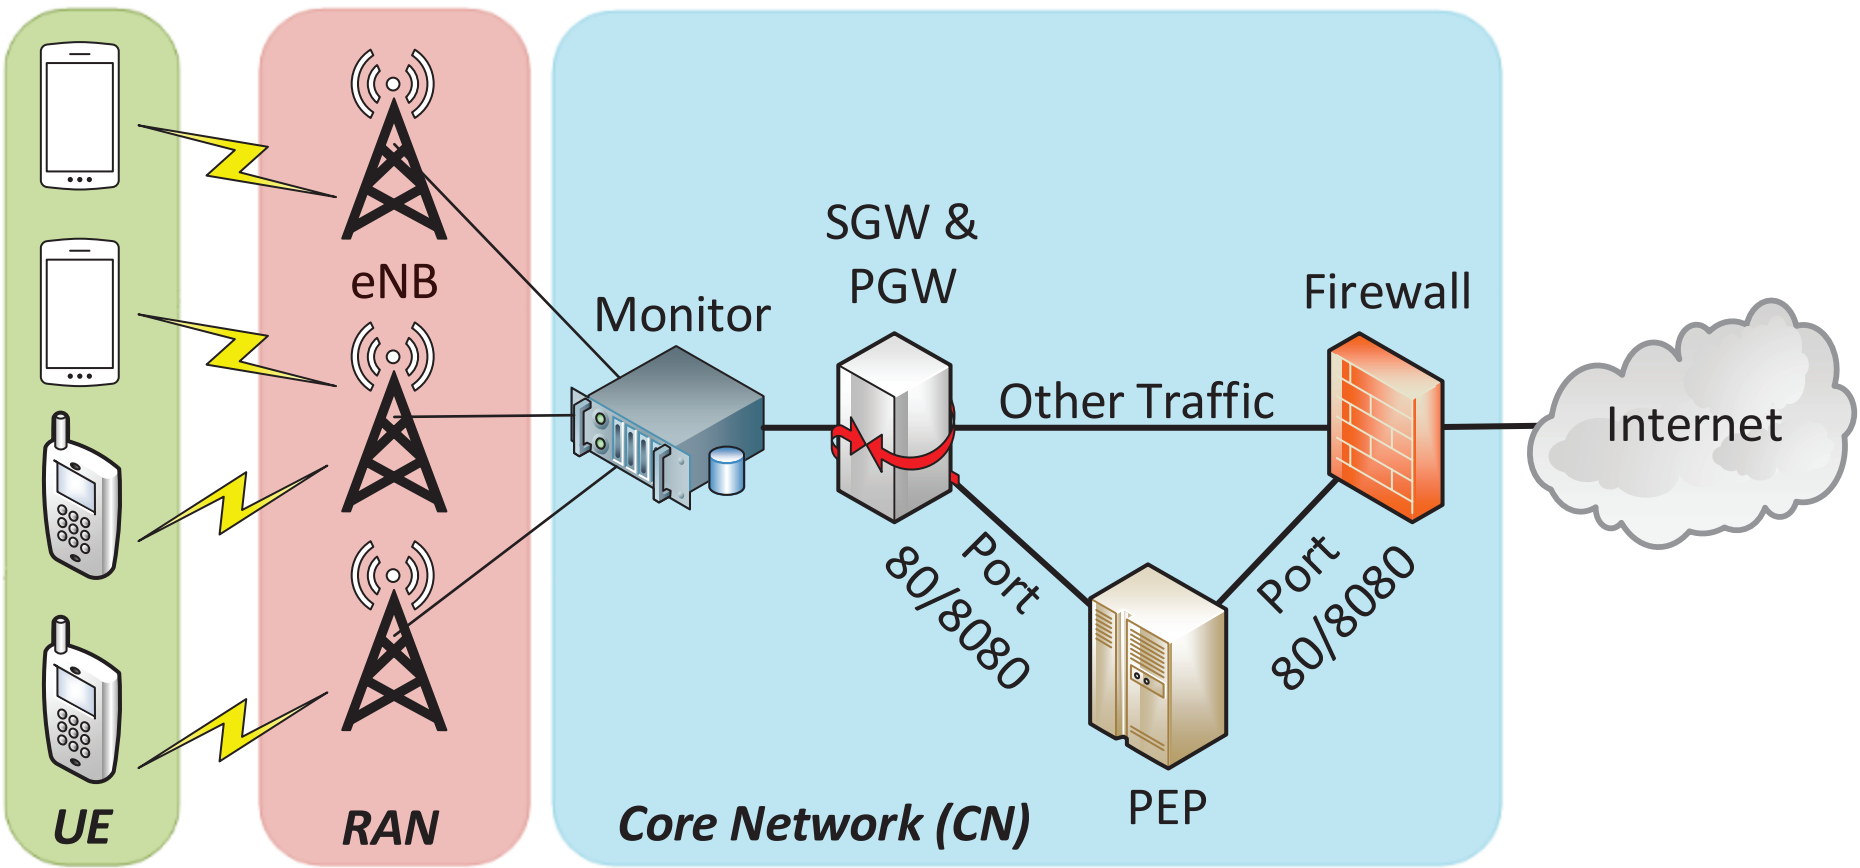 SGW &
PGW
eNB
Monitor
Firewall
Other Traffic
Internet
Port
80/8080
Port
80/8080
PEP
UE
RAN
Core Network (CN)